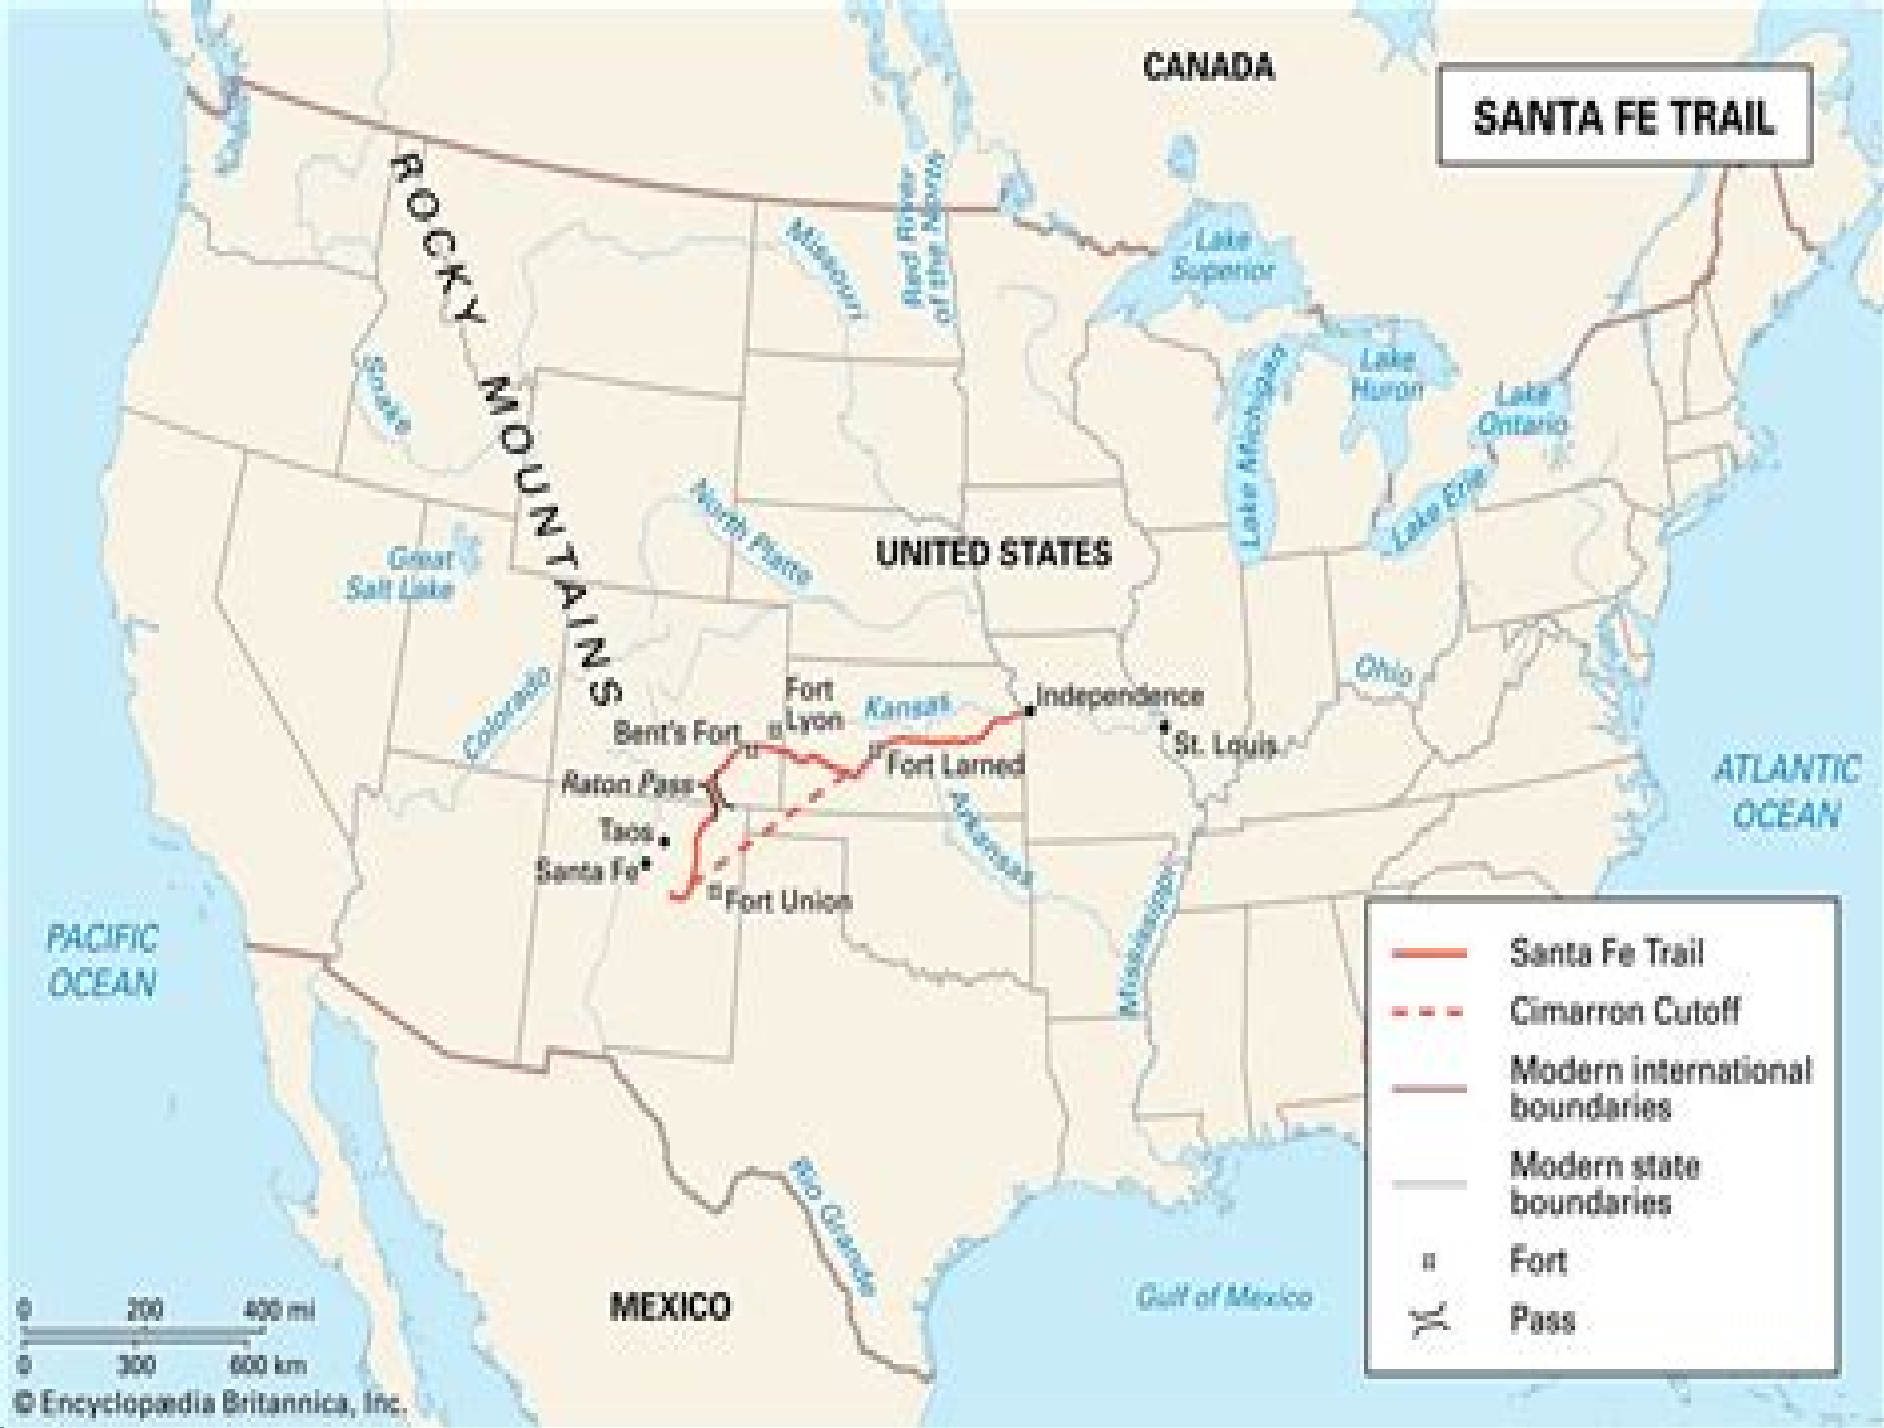 CANADA
SANTA FE TRAIL
ROCKY MOUNTAINS
Missouri
Red River
of the North
Lake
Superior
Snake
Lake Michigan
Lake
Huron
Lake
Ontario
Lake Erie
North Platte
UNITED STATES
Great
Salt Lake
Colorado
Ohio
Fort
Lyon
Kansas
Independence
Bent's Fort
St. Louis
Fort Larned
Raton Pass
Arkansas
Taos
Santa Fe
Fort Union
Mississippi
ATLANTIC
OCEAN
PACIFIC
OCEAN
Santa Fe Trail
Cimarron Cutoff
Modern international
boundaries
Modern state
boundaries
Fort
Pass
Rio Grande
MEXICO
Gulf of Mexico
0 200 400 mi
0 300 600 km
© Encyclopædia Britannica, Inc.